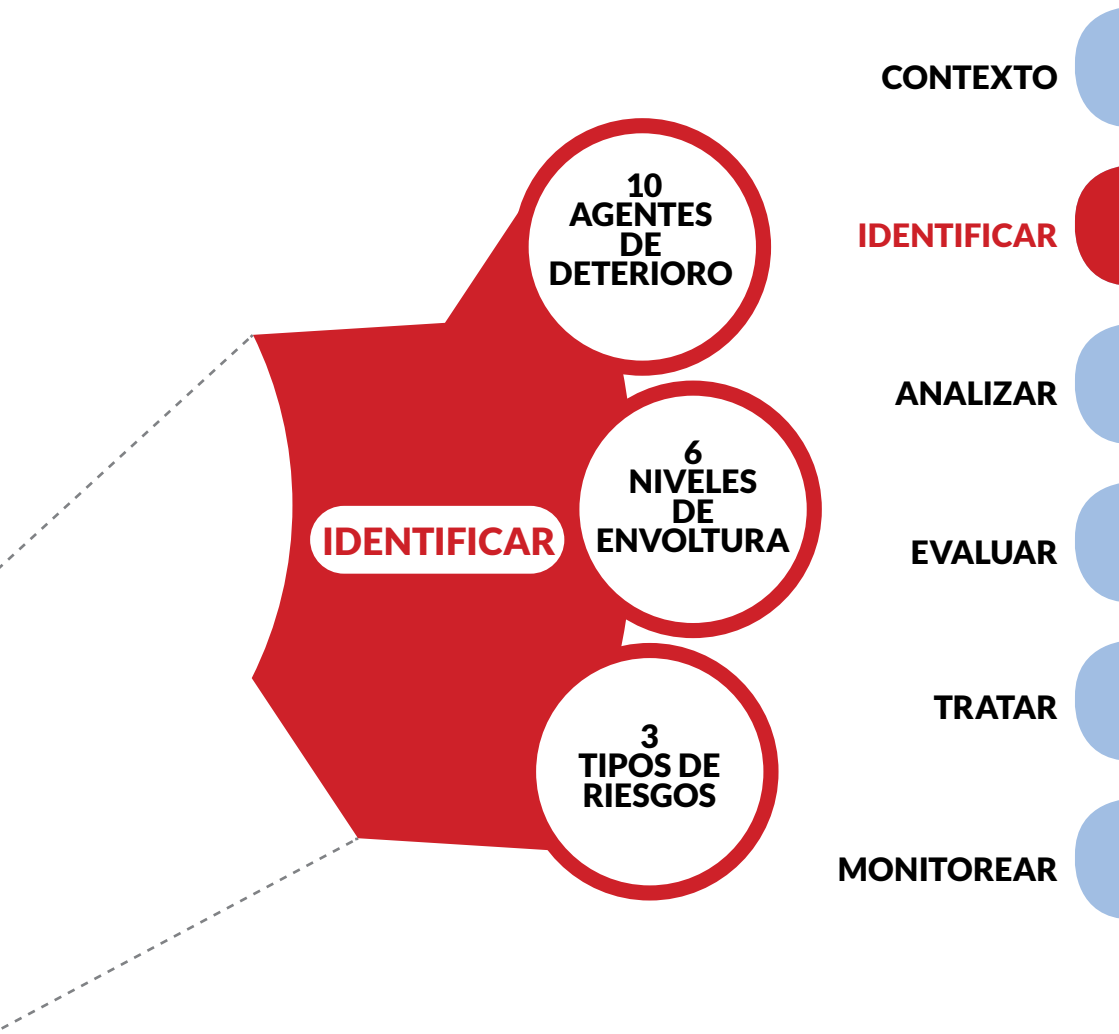 10
AGENTES
DE
DETERIORO
6
NIVELES
DE
ENVOLTURA
IDENTIFICAR
3
TIPOS DE
RIESGOS
CONTEXTO
IDENTIFICAR
ANALIZAR
EVALUAR
TRATAR
MONITOREAR